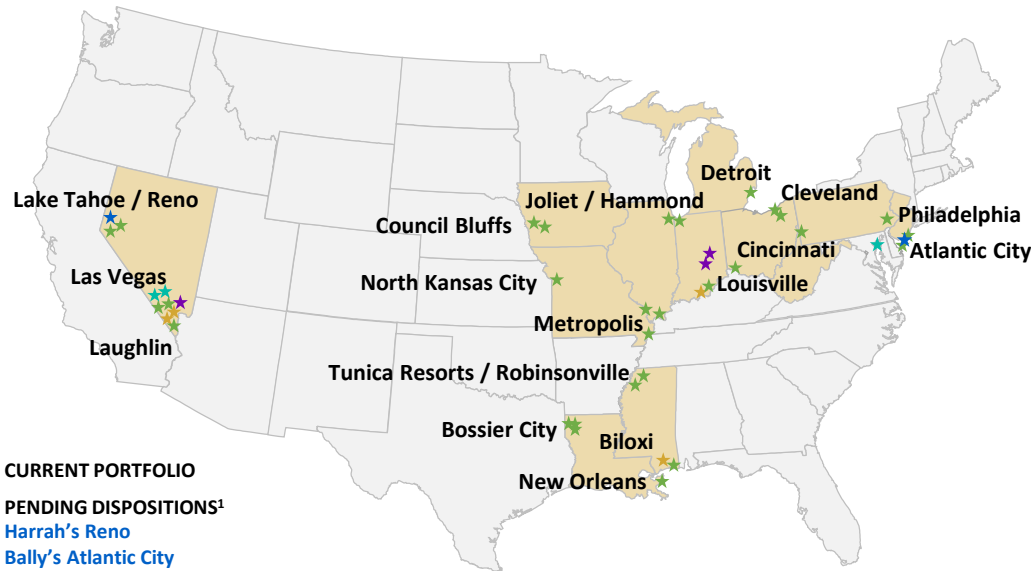 Detroit
Cleveland
Lake Tahoe / Reno
Joliet / Hammond
Philadelphia
Council Bluffs
Cincinnati
Atlantic City
Las Vegas
North Kansas City
Louisville
Metropolis
Laughlin
Tunica Resorts / Robinsonville
Bossier City
Biloxi
New Orleans
CURRENT PORTFOLIO
PENDING DISPOSITIONS¹
Harrah's Reno
Bally's Atlantic City